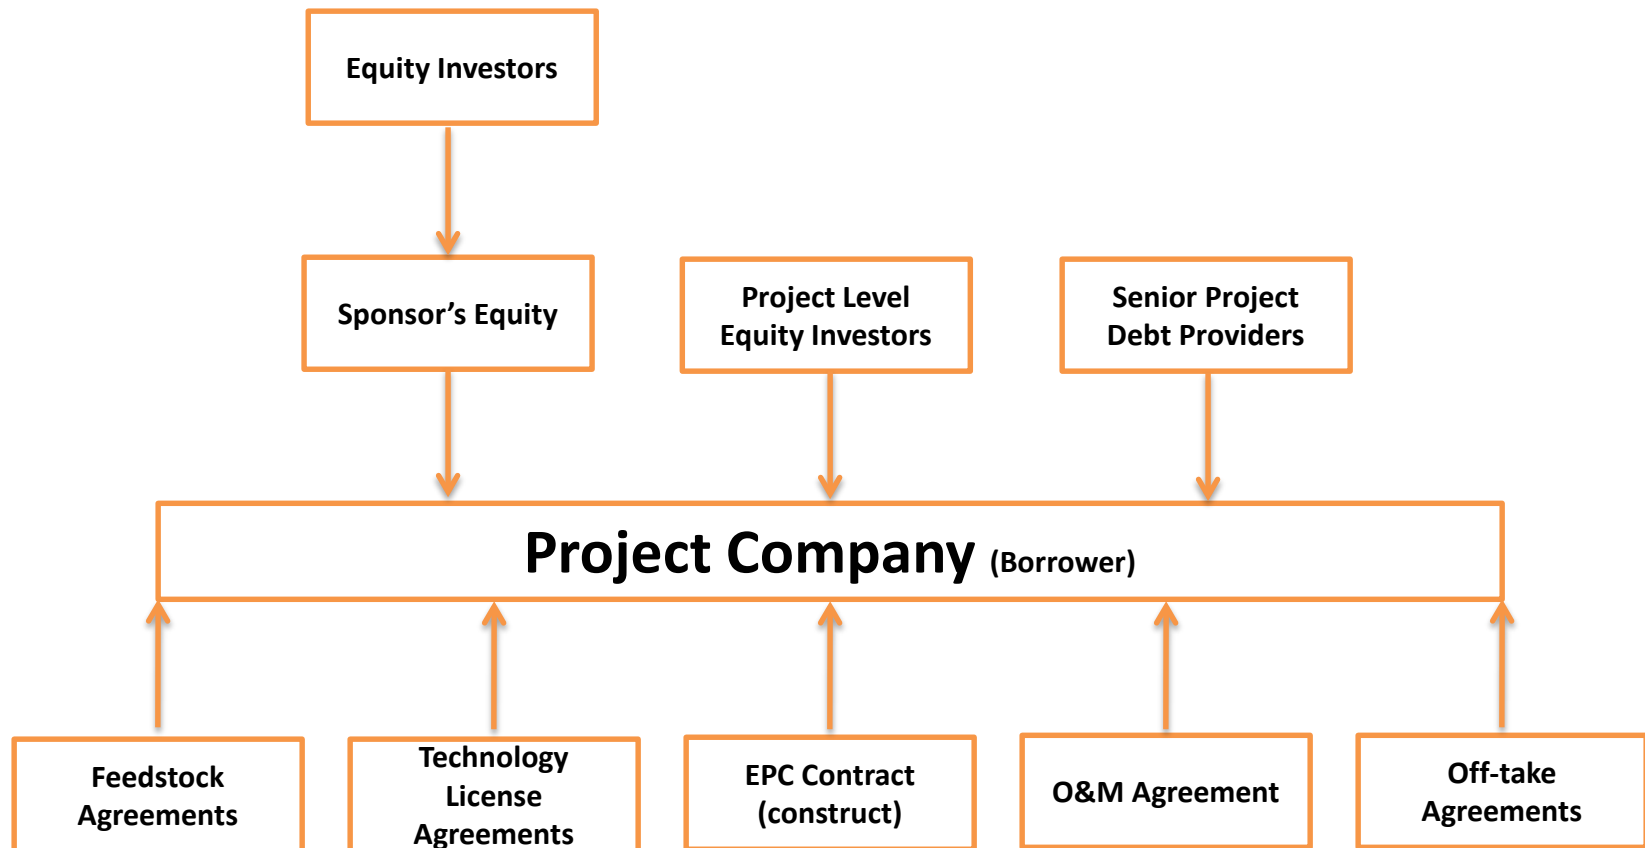 Equity Investors
Sponsor’s Equity
Project Level
Equity Investors
Senior Project
Debt Providers
Project Company (Borrower)
Feedstock
Agreements
Technology
License
Agreements
EPC Contract
(construct)
O&M Agreement
Off-take
Agreements